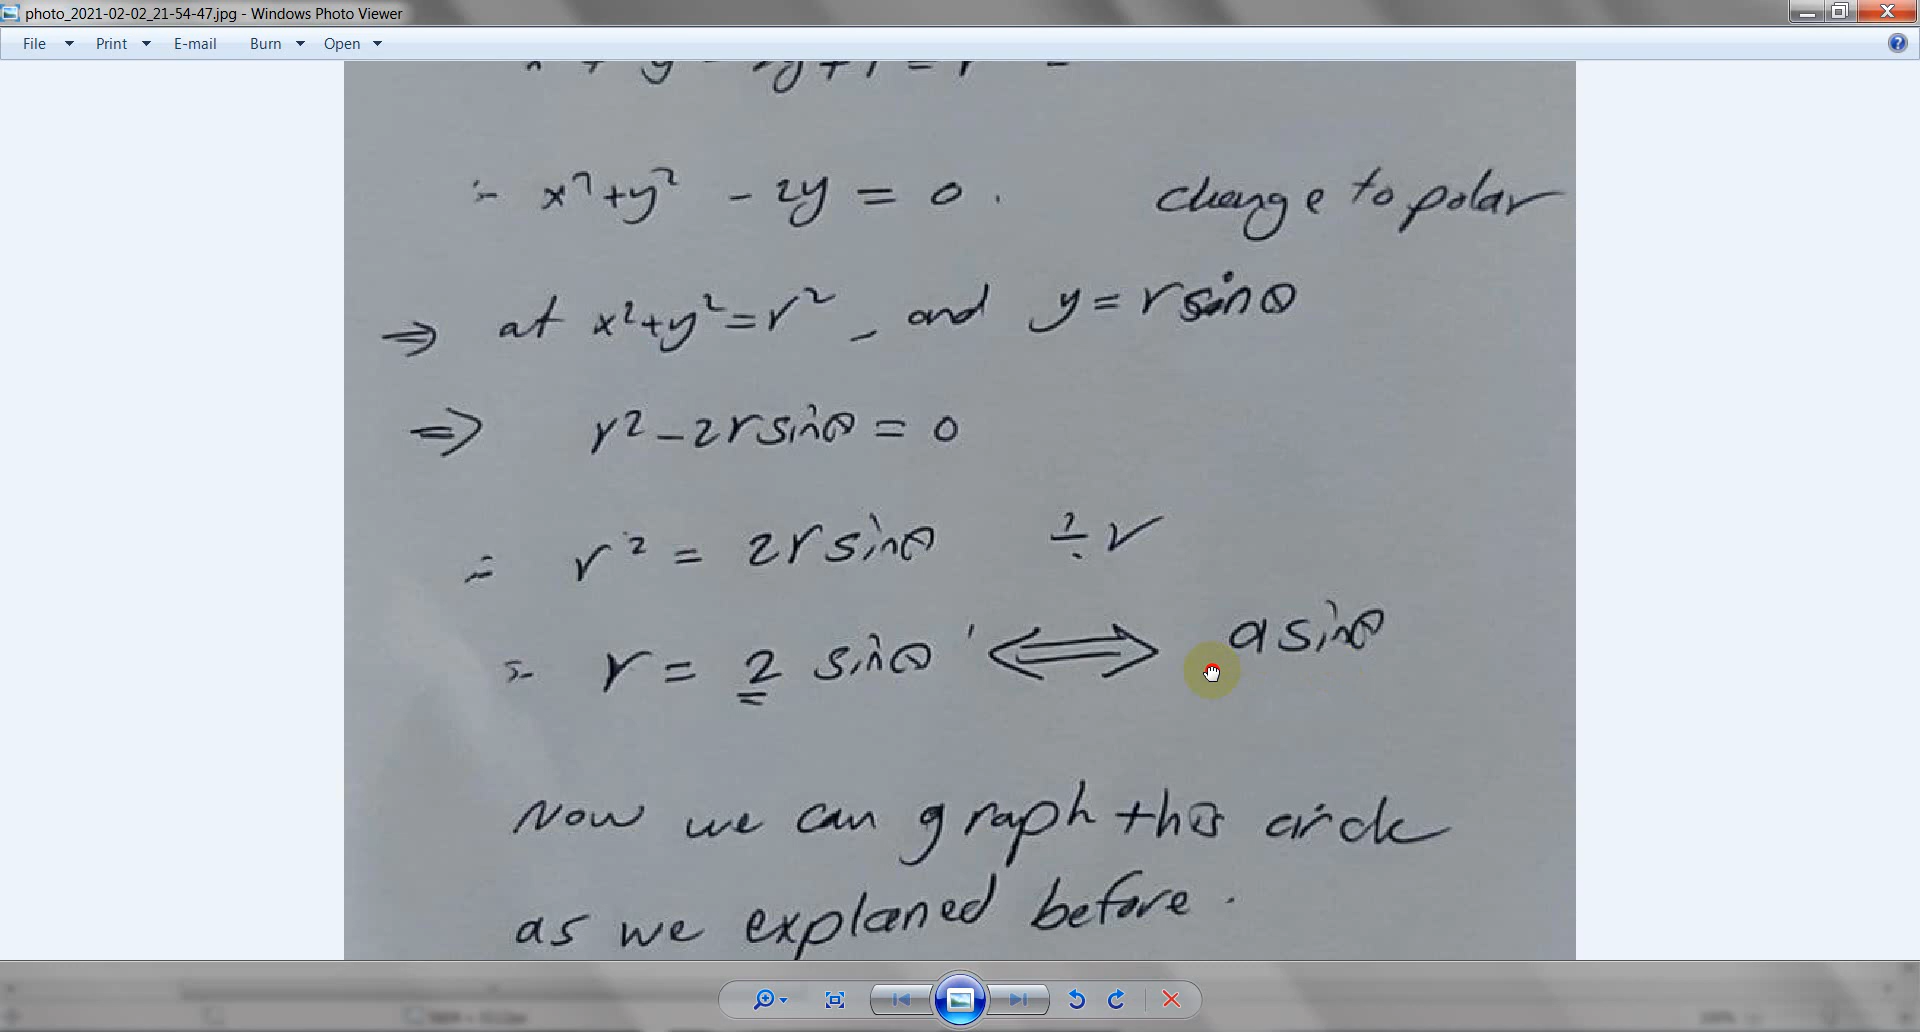 photo_2021-02-02_21-54-47.jpg - Windows Photo Viewer
File Print E-mail Burn Open
∴ x² + y² - 2y = 0 . change to polar
⇒ at x²+y²=r², and y = r sinθ
⇒ r² - 2r sinθ = 0
∴ r² = 2r sinθ ÷ r
∴ r = 2 sinθ ⟺ a sinθ
Now we can graph this circle
as we explaned before .